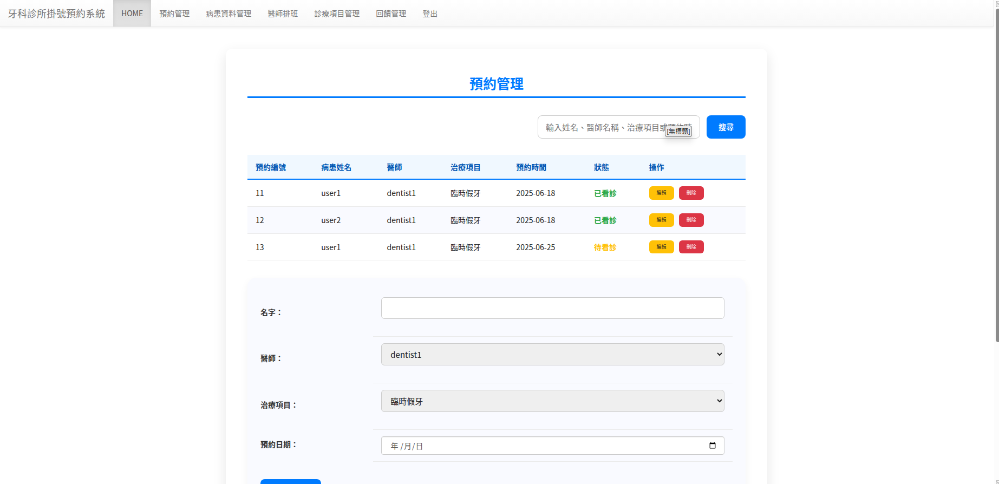 牙科診所掛號預約系統 HOME 預約管理 病患資料管理 醫師排班 診療項目管理 回饋管理 登出
預約管理
輸入姓名、醫師名稱、治療項目或 搜尋
[無標題]
預約編號 病患姓名 醫師 治療項目 預約時間 狀態 操作
11 user1 dentist1 臨時假牙 2025-06-18 已看診 編輯 刪除
12 user2 dentist1 臨時假牙 2025-06-18 已看診 編輯 刪除
13 user1 dentist1 臨時假牙 2025-06-25 待看診 編輯 刪除
名字：
醫師： dentist1
治療項目： 臨時假牙
預約日期： 年 /月/日